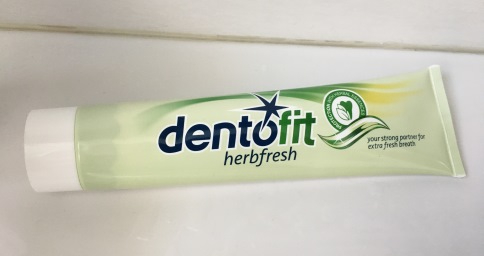 dentofit
herbfresh
your strong partner for
extra fresh breath